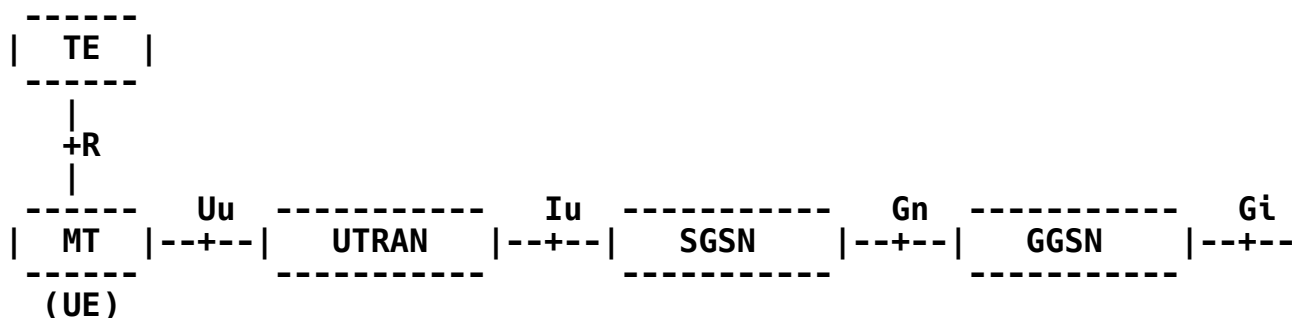 ------
|  TE  |
 ------
   |
   +R
   |
 ------   Uu  -----------   Iu  -----------   Gn  -----------   Gi
|  MT  |--+--|   UTRAN   |--+--|   SGSN    |--+--|   GGSN    |--+--
 ------       -----------       -----------       -----------
  (UE)